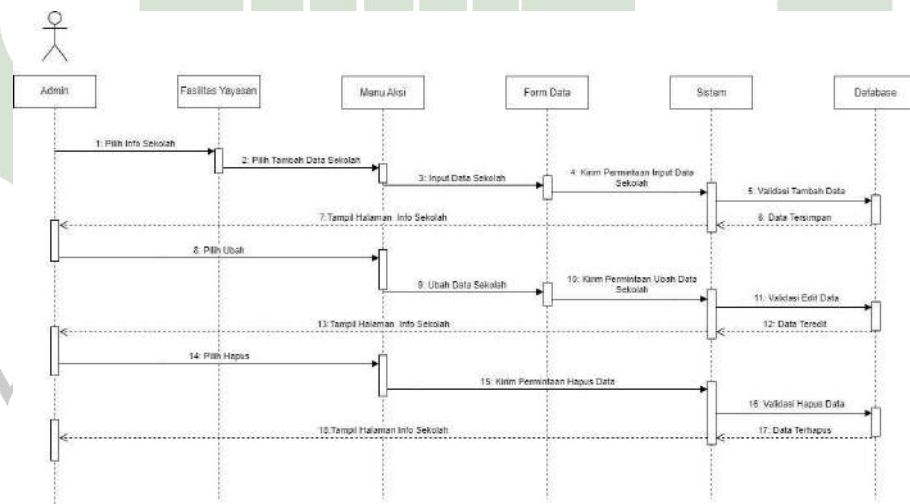 Admin
Fasilitas Yayasan
Menu Aksi
Form Data
Sistem
Database
1: Pilih Info Sekolah
2: Pilih Tambah Data Sekolah
3: Input Data Sekolah
4: Kirim Permintaan Input Data
Sekolah
5: Validasi Tambah Data
6: Data Tersimpan
7:Tampil Halaman Info Sekolah
8: Pilih Ubah
9: Ubah Data Sekolah
10: Kirim Permintaan Ubah Data
Sekolah
11: Validasi Edit Data
12: Data Teredit
13:Tampil Halaman Info Sekolah
14: Pilih Hapus
15: Kirim Permintaan Hapus Data
16: Validasi Hapus Data
17: Data Terhapus
18:Tampil Halaman Info Sekolah